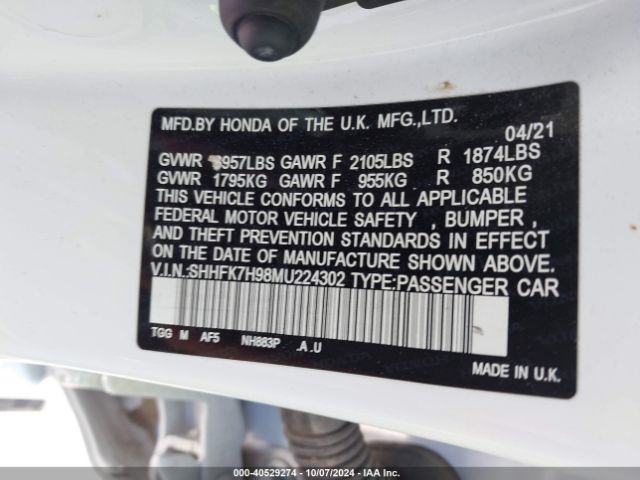 MFD.BY HONDA OF THE U.K. MFG.,LTD.
04/21
GVWR 3957LBS GAWR F 2105LBS R 1874LBS
GVWR 1795KG GAWR F 955KG R 850KG
THIS VEHICLE CONFORMS TO ALL APPLICABLE
FEDERAL MOTOR VEHICLE SAFETY , BUMPER ,
AND THEFT PREVENTION STANDARDS IN EFFECT
ON THE DATE OF MANUFACTURE SHOWN ABOVE.
V.I.N.:SHHFK7H98MU224302 TYPE:PASSENGER CAR
TGG M AF5 NH883P .A .U
MADE IN U.K.
000-40529274 | 10/07/2024 | IAA Inc.